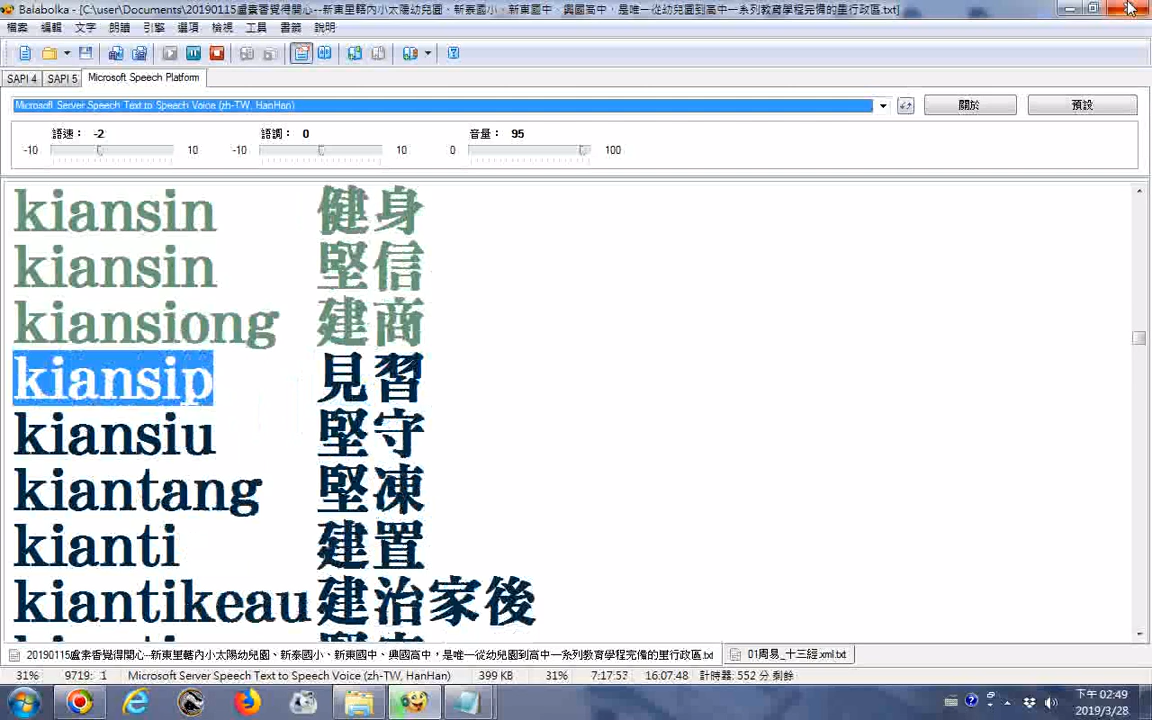 Balabolka - [C:\user\Documents\20190115盧素香覺得開心--新東里轄內小太陽幼兒園、新泰國小、新東國中、興國高中，是唯一從幼兒園到高中一系列教育學程完備的里行政區.txt]
檔案 編輯 文字 朗讀 引擎 選項 檢視 工具 書籤 說明
SAPI 4 SAPI 5 Microsoft Speech Platform
Microsoft Server Speech Text to Speech Voice (zh-TW, HanHan) 關於 預設
語速： -2 語調： 0 音量： 95
-10 10 -10 10 0 100
kiansin 健身
kiansin 堅信
kiansiong 建商
kiansip 見習
kiansiu 堅守
kiantang 堅凍
kianti 建置
kiantikeau 建治家後
20190115盧素香覺得開心--新東里轄內小太陽幼兒園、新泰國小、新東國中、興國高中，是唯一從幼兒園到高中一系列教育學程完備的里行政區.txt 01周易_十三經.xml.txt
31% 9719: 1 Microsoft Server Speech Text to Speech Voice (zh-TW, HanHan) 399 KB 31% 7:17:53 16:07:48 計時器: 552 分 剩餘
下午 02:49
2019/3/28